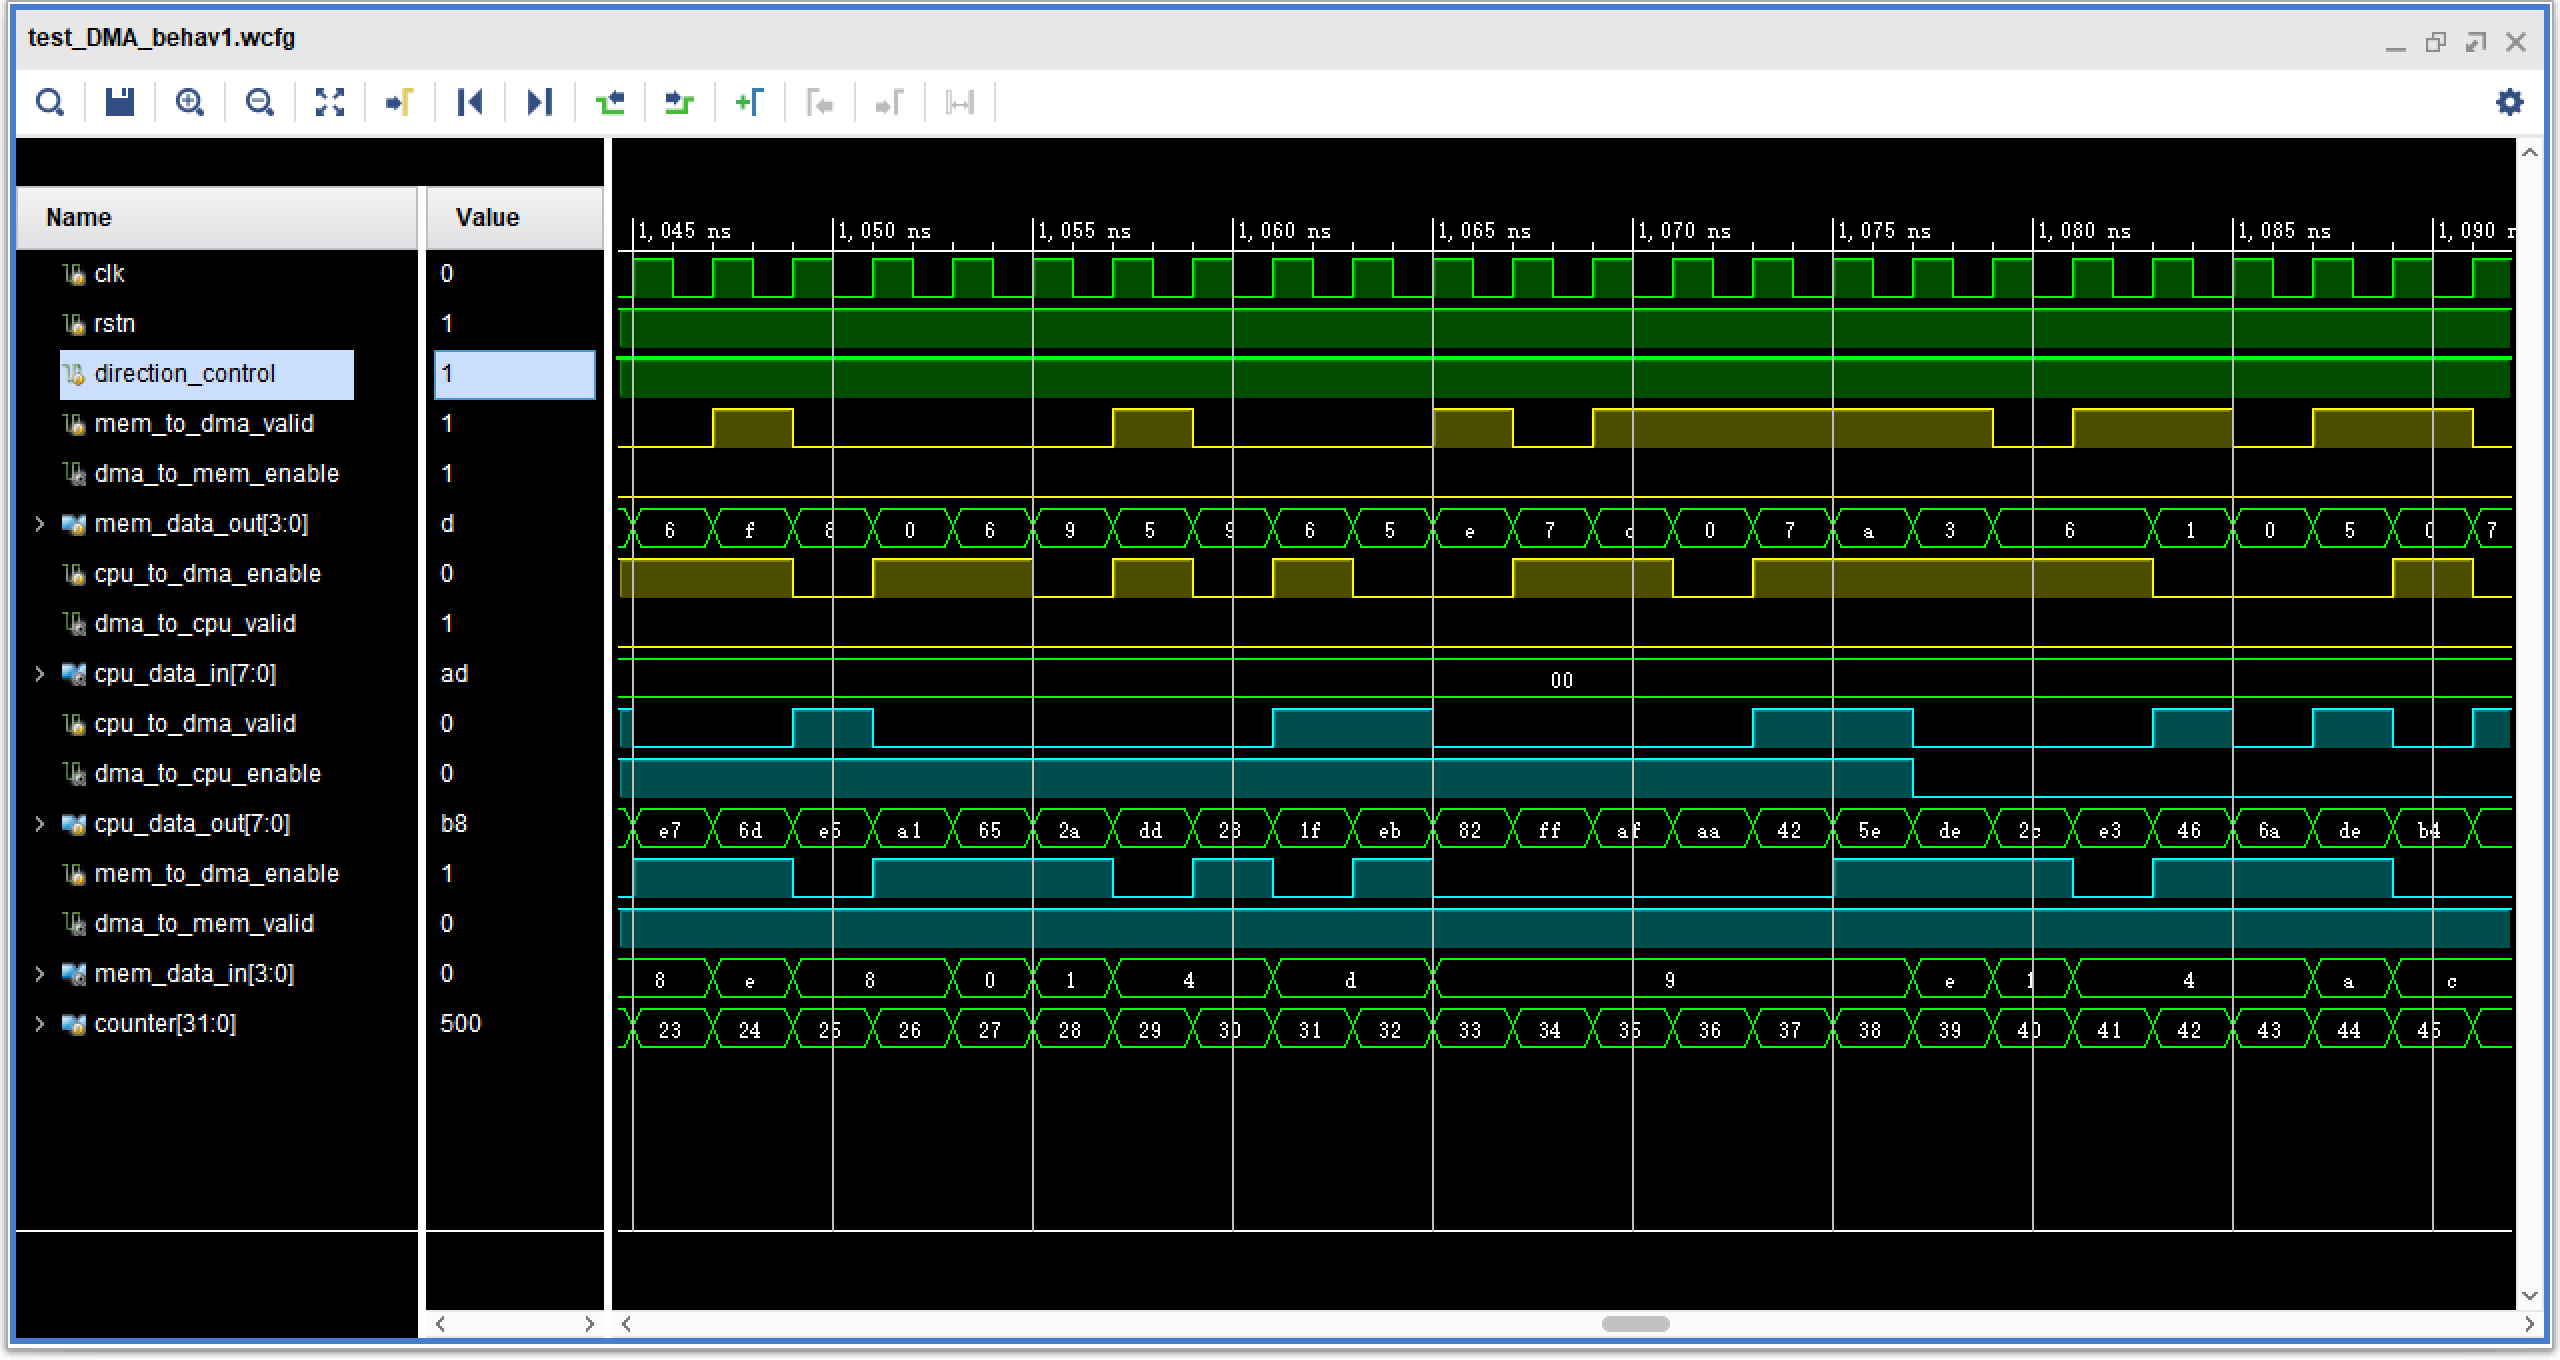 test_DMA_behav1.wcfg
Name Value
1,045 ns 1,050 ns 1,055 ns 1,060 ns 1,065 ns 1,070 ns 1,075 ns 1,080 ns 1,085 ns 1,090
clk 0
rstn 1
direction_control 1
mem_to_dma_valid 1
dma_to_mem_enable 1
mem_data_out[3:0] d 6 f 8 0 6 9 5 9 6 5 e 7 c 0 7 a 3 6 1 0 5 0 7
cpu_to_dma_enable 0
dma_to_cpu_valid 1
cpu_data_in[7:0] ad 00
cpu_to_dma_valid 0
dma_to_cpu_enable 0
cpu_data_out[7:0] b8 e7 6d e5 a1 65 2a dd 23 1f eb 82 ff af aa 42 5e de 2c e3 46 6a de b4
mem_to_dma_enable 1
dma_to_mem_valid 0
mem_data_in[3:0] 0 8 e 8 0 1 4 d 9 e 1 4 a c
counter[31:0] 500 23 24 25 26 27 28 29 30 31 32 33 34 35 36 37 38 39 40 41 42 43 44 45